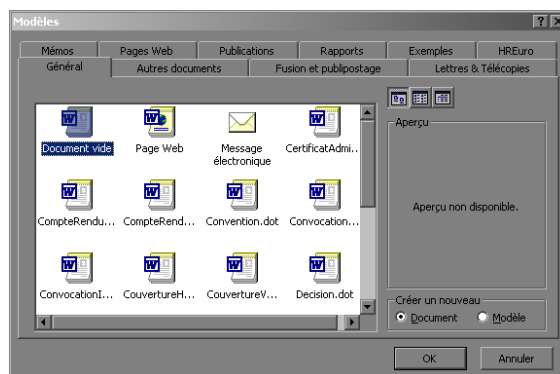 Modèles
Mémos Pages Web Publications Rapports Exemples HREuro
Général Autres documents Fusion et publipostage Lettres & Télécopies
Document vide Page Web Message électronique CertificatAdmi...
CompteRendu... CompteRend... Convention.dot Convocation...
ConvocationI... CouvertureH... CouvertureV... Decision.dot
Aperçu
Aperçu non disponible.
Créer un nouveau
Document Modèle
OK Annuler